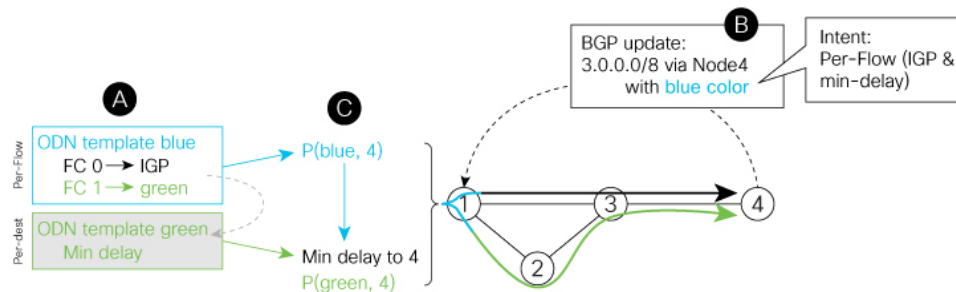 A
Per-Flow
ODN template blue
FC 0 → IGP
FC 1 → green
Per-dest
ODN template green
Min delay
C
P(blue, 4)
Min delay to 4
P(green, 4)
B
BGP update:
3.0.0.0/8 via Node4
with blue color
Intent:
Per-Flow (IGP &
min-delay)
1
3
4
2